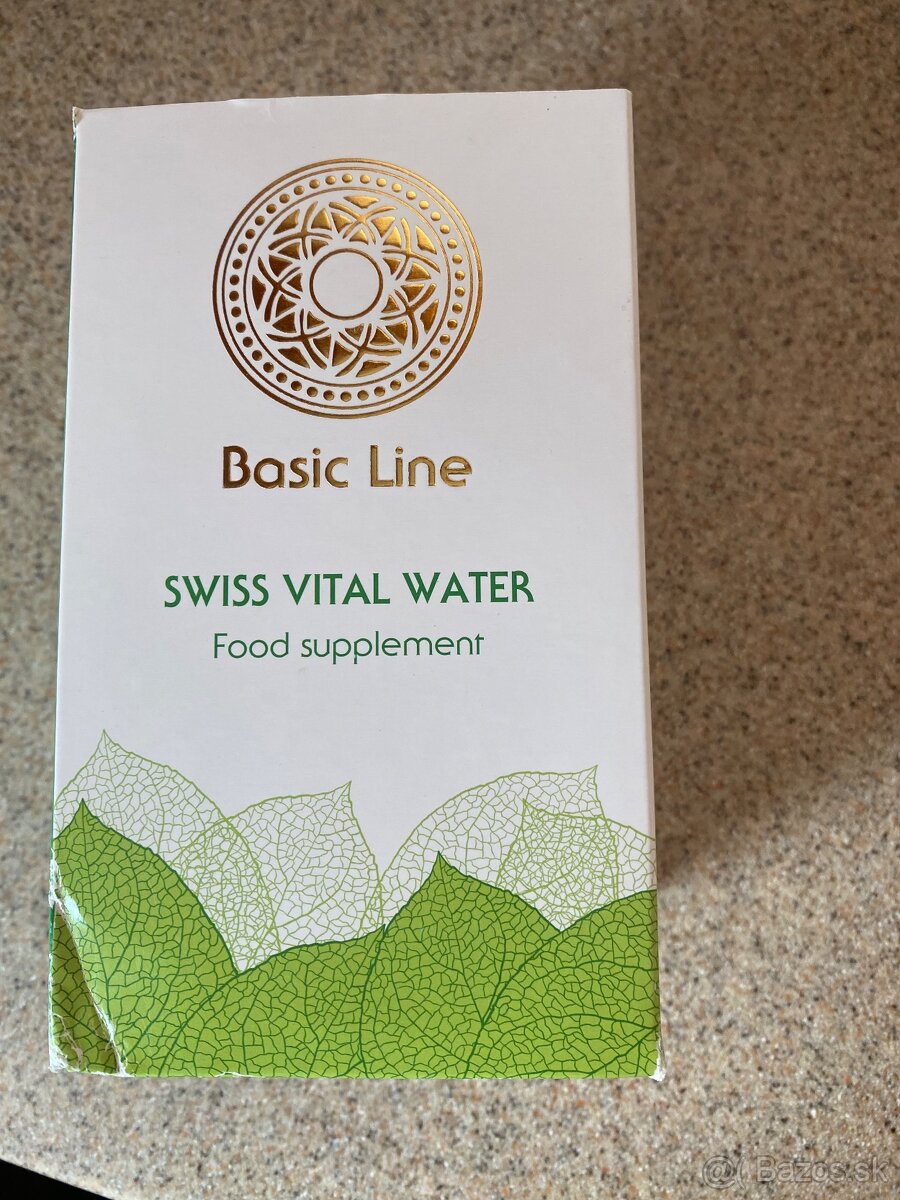 Basic Line
SWISS VITAL WATER
Food supplement
@( Bazos.sk